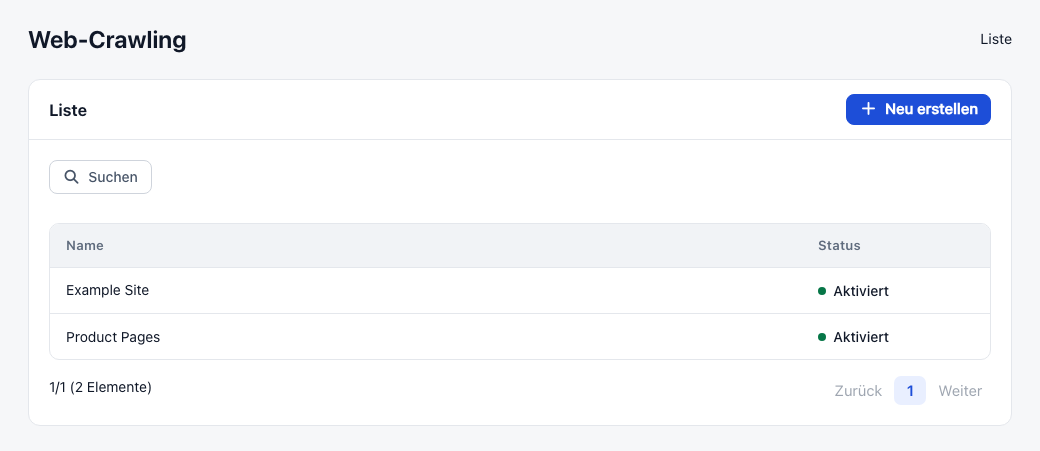 Web-Crawling
Liste
Liste
Neu erstellen
Suchen
Name Status
Example Site Aktiviert
Product Pages Aktiviert
1/1 (2 Elemente)
Zurück 1 Weiter